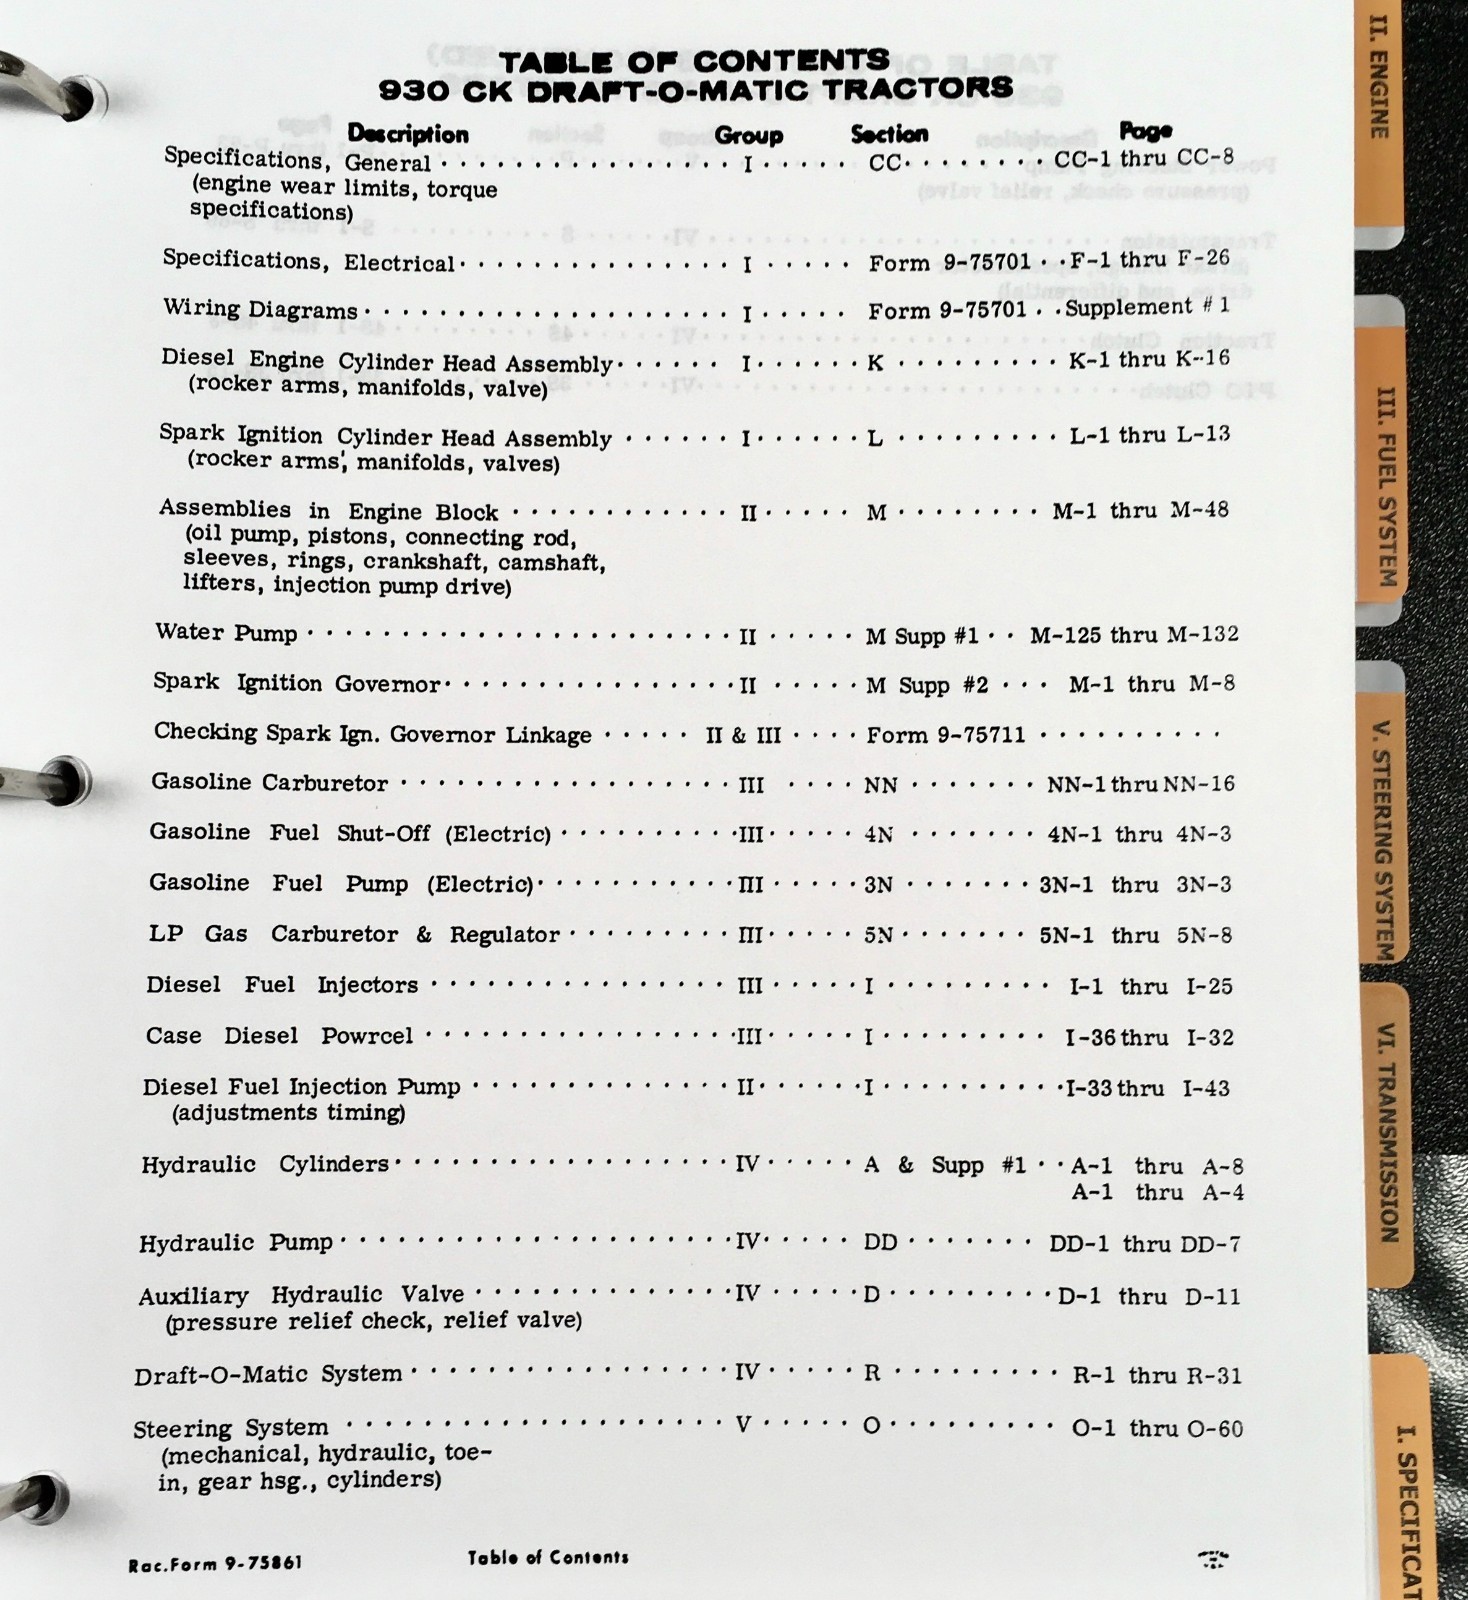 TABLE OF CONTENTS
930 CK DRAFT-O-MATIC TRACTORS
Description Group Section Page
Specifications, General I CC CC-1 thru CC-8
(engine wear limits, torque
specifications)
Specifications, Electrical I Form 9-75701 F-1 thru F-26
Wiring Diagrams I Form 9-75701 Supplement #1
Diesel Engine Cylinder Head Assembly I K K-1 thru K-16
(rocker arms, manifolds, valve)
Spark Ignition Cylinder Head Assembly I L L-1 thru L-13
(rocker arms, manifolds, valves)
Assemblies in Engine Block II M M-1 thru M-48
(oil pump, pistons, connecting rod,
sleeves, rings, crankshaft, camshaft,
lifters, injection pump drive)
Water Pump II M Supp #1 M-125 thru M-132
Spark Ignition Governor II M Supp #2 M-1 thru M-8
Checking Spark Ign. Governor Linkage II & III Form 9-75711
Gasoline Carburetor III NN NN-1 thru NN-16
Gasoline Fuel Shut-Off (Electric) III 4N 4N-1 thru 4N-3
Gasoline Fuel Pump (Electric) III 3N 3N-1 thru 3N-3
LP Gas Carburetor & Regulator III 5N 5N-1 thru 5N-8
Diesel Fuel Injectors III I I-1 thru I-25
Case Diesel Powrcel III I I-36 thru I-32
Diesel Fuel Injection Pump II I I-33 thru I-43
(adjustments timing)
Hydraulic Cylinders IV A & Supp #1 A-1 thru A-8
A-1 thru A-4
Hydraulic Pump IV DD DD-1 thru DD-7
Auxiliary Hydraulic Valve IV D D-1 thru D-11
(pressure relief check, relief valve)
Draft-O-Matic System IV R R-1 thru R-31
Steering System V O O-1 thru O-60
(mechanical, hydraulic, toe-
in, gear hsg., cylinders)
Rac.Form 9-75861 Table of Contents
II. ENGINE
III. FUEL SYSTEM
V. STEERING SYSTEM
VI. TRANSMISSION
I. SPECIFICAT